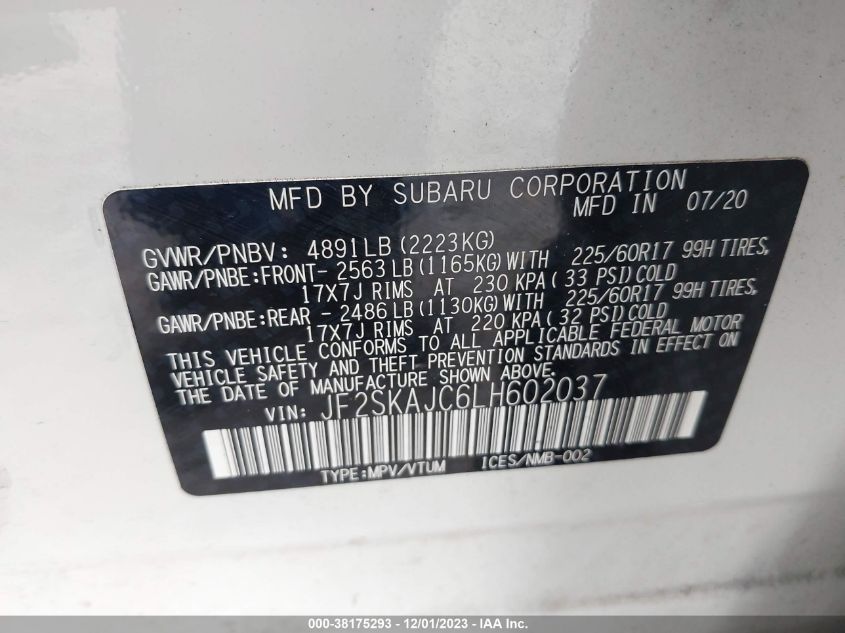 MFD BY SUBARU CORPORATION
MFD IN 07/20
GVWR/PNBV: 4891LB (2223KG)
GAWR/PNBE:FRONT- 2563LB (1165KG) WITH 225/60R17 99H TIRES,
17X7J RIMS AT 230 KPA (33 PSI) COLD
GAWR/PNBE:REAR - 2486LB (1130KG) WITH 225/60R17 99H TIRES,
17X7J RIMS AT 220 KPA (32 PSI) COLD
THIS VEHICLE CONFORMS TO ALL APPLICABLE FEDERAL MOTOR
VEHICLE SAFETY AND THEFT PREVENTION STANDARDS IN EFFECT ON
THE DATE OF MANUFACTURE SHOWN ABOVE.
VIN: JF2SKAJC6LH602037
TYPE:MPV/VTUM ICES/NMB-002
000-38175293 - 12/01/2023 - IAA Inc.